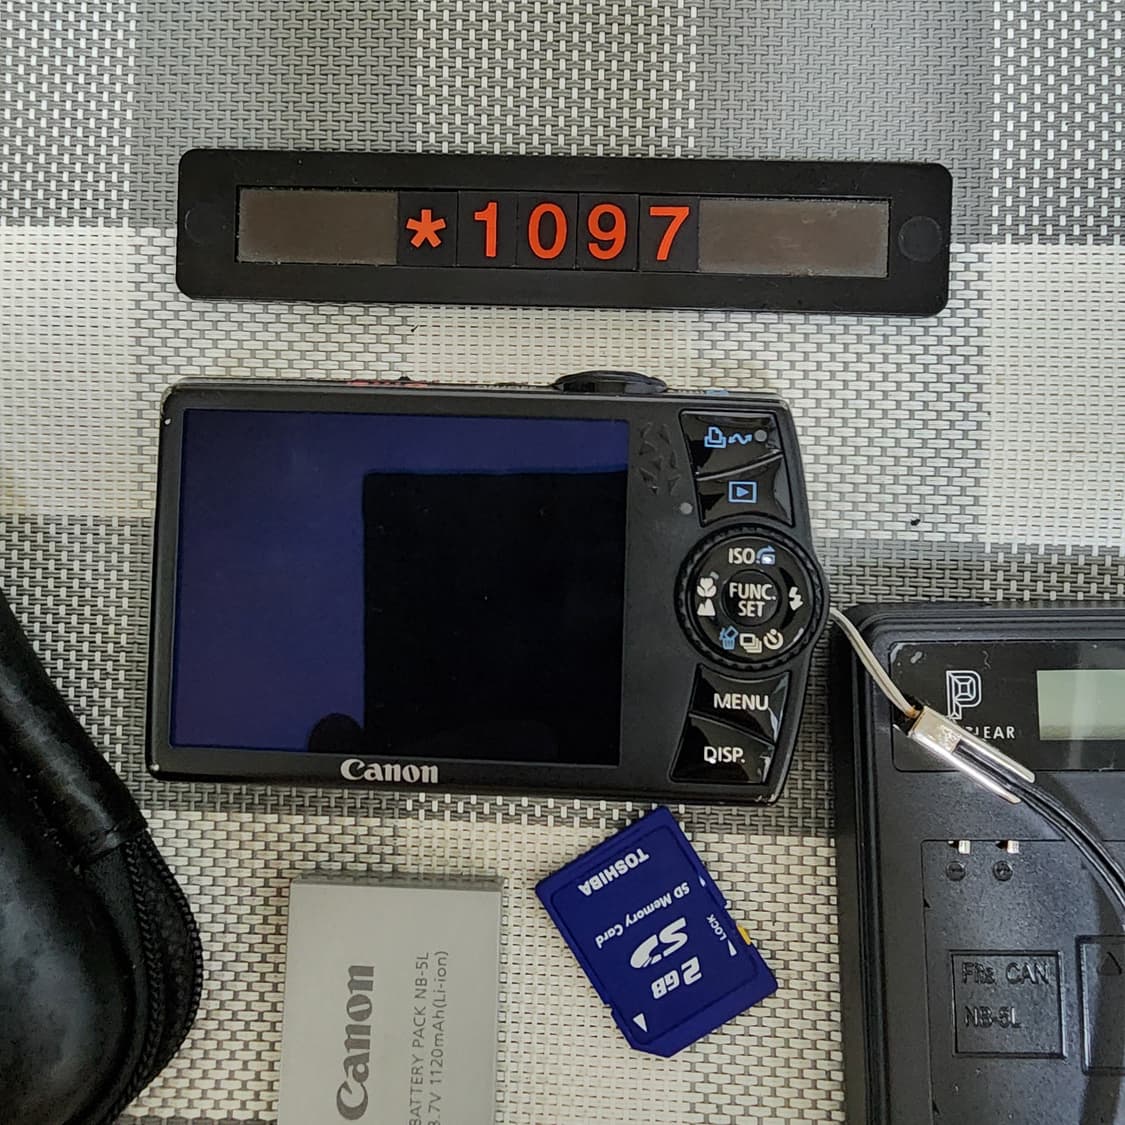 *1097
ISO
FUNC.
SET
MENU
DISP.
Canon
P
CLEAR
TOSHIBA
SD Memory Card
LOCK
SD
2GB
Canon
BATTERY PACK NB-5L
3.7V 1120mAh(Li-ion)
CAN
NB-5L